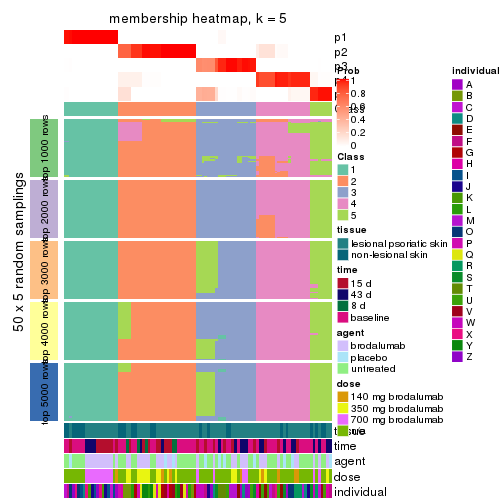 membership heatmap, k = 5
p1
p2
p3
p4
Prob
1
0.8
0.6
0.4
0.2
0
Class
1
2
3
4
5
tissue
lesional psoriatic skin
non-lesional skin
time
15 d
43 d
8 d
baseline
agent
brodalumab
placebo
untreated
dose
140 mg brodalumab
350 mg brodalumab
700 mg brodalumab
individual
A
B
C
D
E
F
G
H
I
J
K
L
M
O
P
Q
R
S
T
U
V
W
X
Y
Z
50 x 5 random samplings
top 1000 rows
top 2000 rows
top 3000 rows
top 4000 rows
top 5000 rows
time
agent
dose
individual